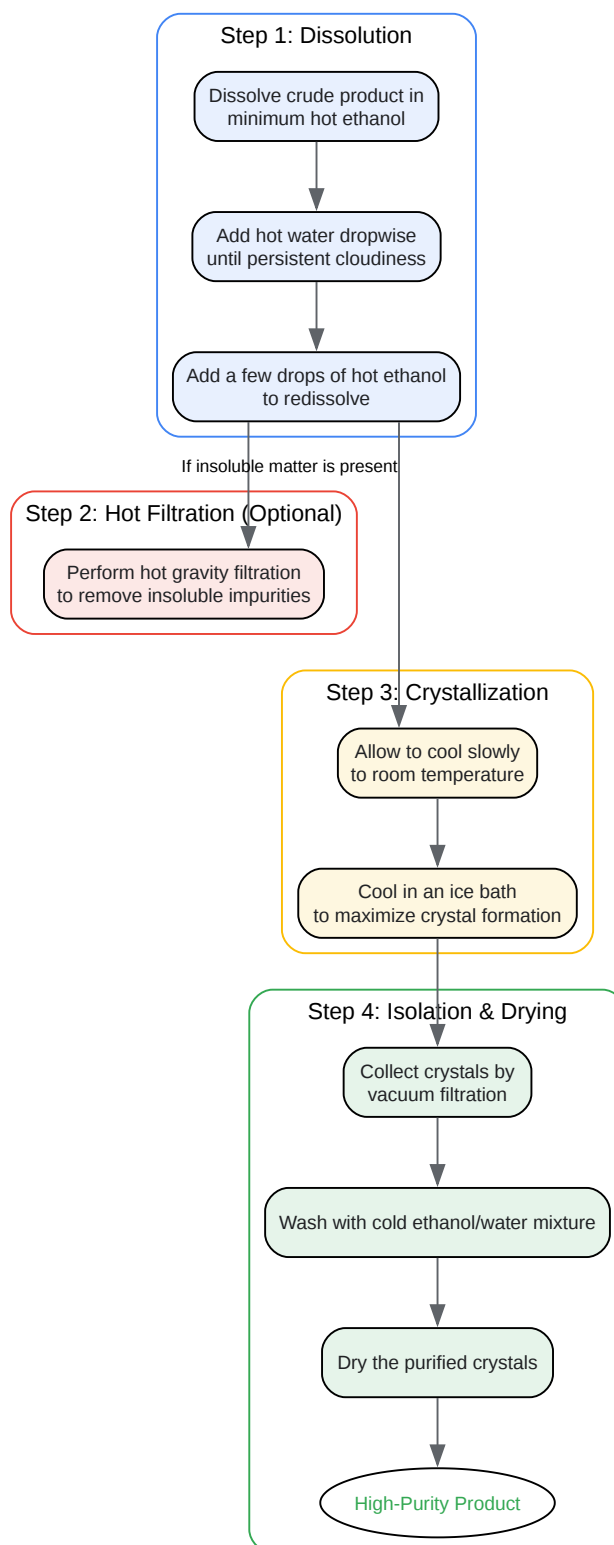 Step 1: Dissolution
Dissolve crude product in
minimum hot ethanol
Add hot water dropwise
until persistent cloudiness
Add a few drops of hot ethanol
to redissolve
If insoluble matter is present
Step 2: Hot Filtration (Optional)
Perform hot gravity filtration
to remove insoluble impurities
Step 3: Crystallization
Allow to cool slowly
to room temperature
Cool in an ice bath
to maximize crystal formation
Step 4: Isolation & Drying
Collect crystals by
vacuum filtration
Wash with cold ethanol/water mixture
Dry the purified crystals
High-Purity Product